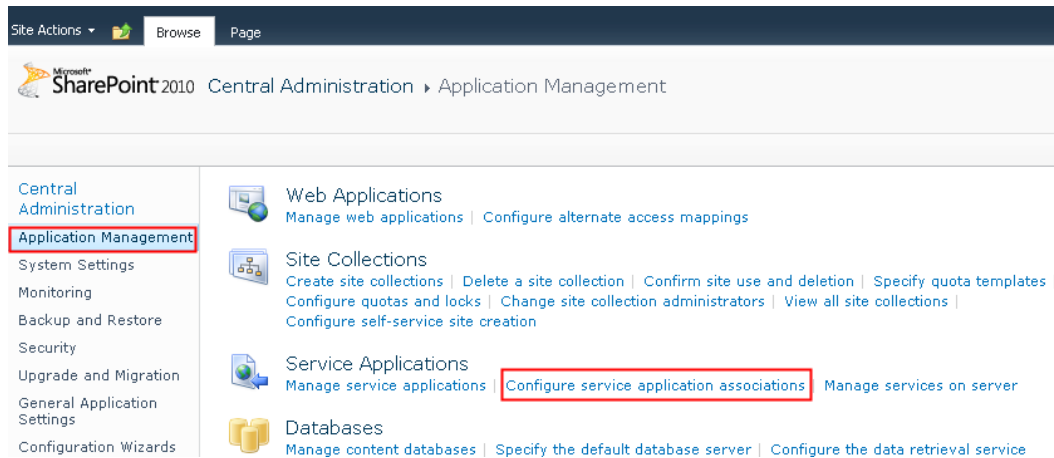 Site Actions Browse Page
Microsoft
SharePoint 2010 Central Administration Application Management
Central
Administration
Application Management
System Settings
Monitoring
Backup and Restore
Security
Upgrade and Migration
General Application
Settings
Configuration Wizards
Web Applications
Manage web applications | Configure alternate access mappings
Site Collections
Create site collections | Delete a site collection | Confirm site use and deletion | Specify quota templates
Configure quotas and locks | Change site collection administrators | View all site collections |
Configure self-service site creation
Service Applications
Manage service applications | Configure service application associations | Manage services on server
Databases
Manage content databases | Specify the default database server | Configure the data retrieval service